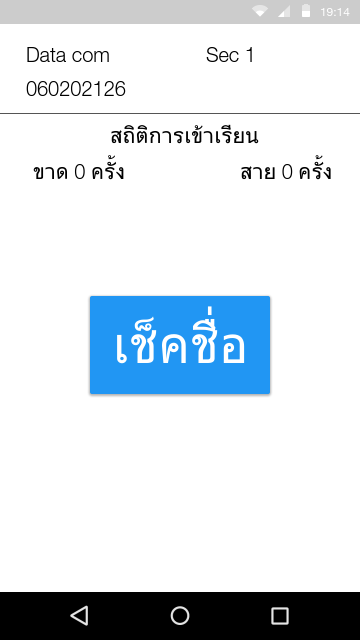 19:14
Data com Sec 1
060202126
สถิติการเข้าเรียน
ขาด 0 ครั้ง สาย 0 ครั้ง
เช็คชื่อ